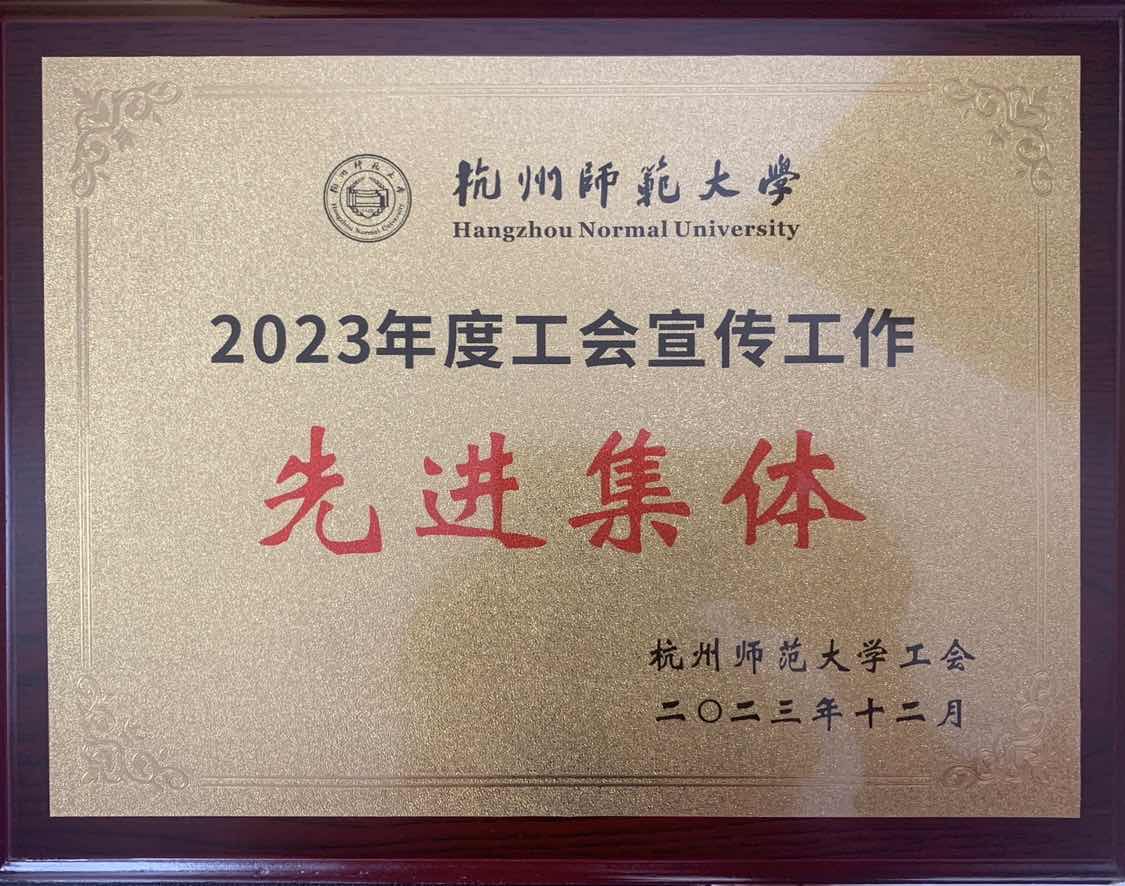 杭州師範大學
Hangzhou Normal University
2023年度工会宣传工作
先进集体
杭州师范大学工会
二〇二三年十二月